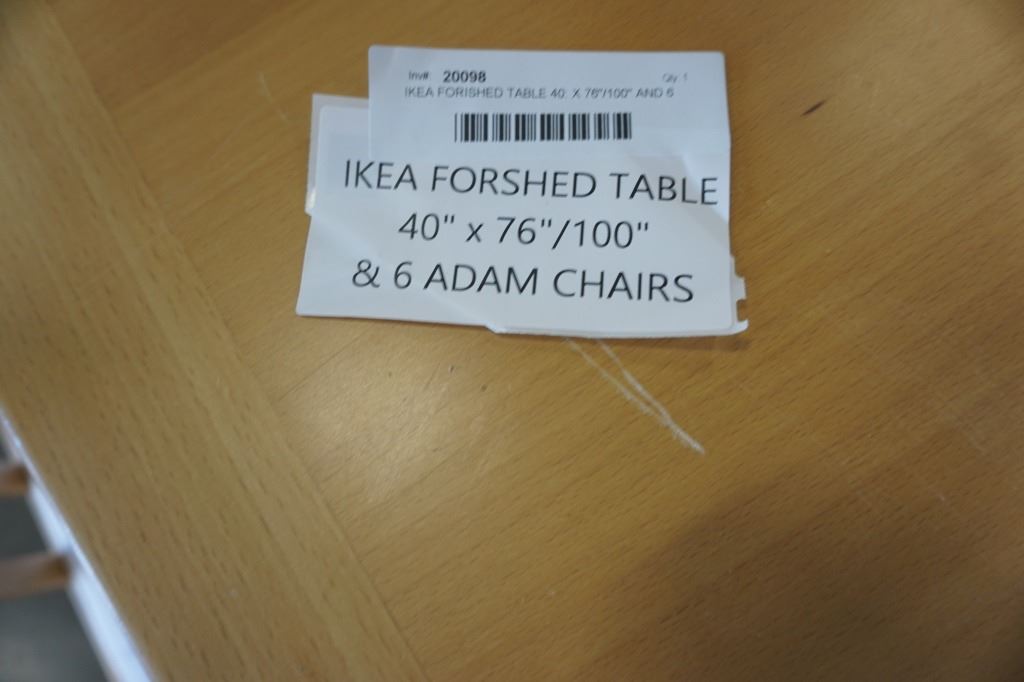 Inv#: 20098 Qty: 1
IKEA FORISHED TABLE 40: X 76"/100" AND 6
IKEA FORSHED TABLE
40" x 76"/100"
& 6 ADAM CHAIRS